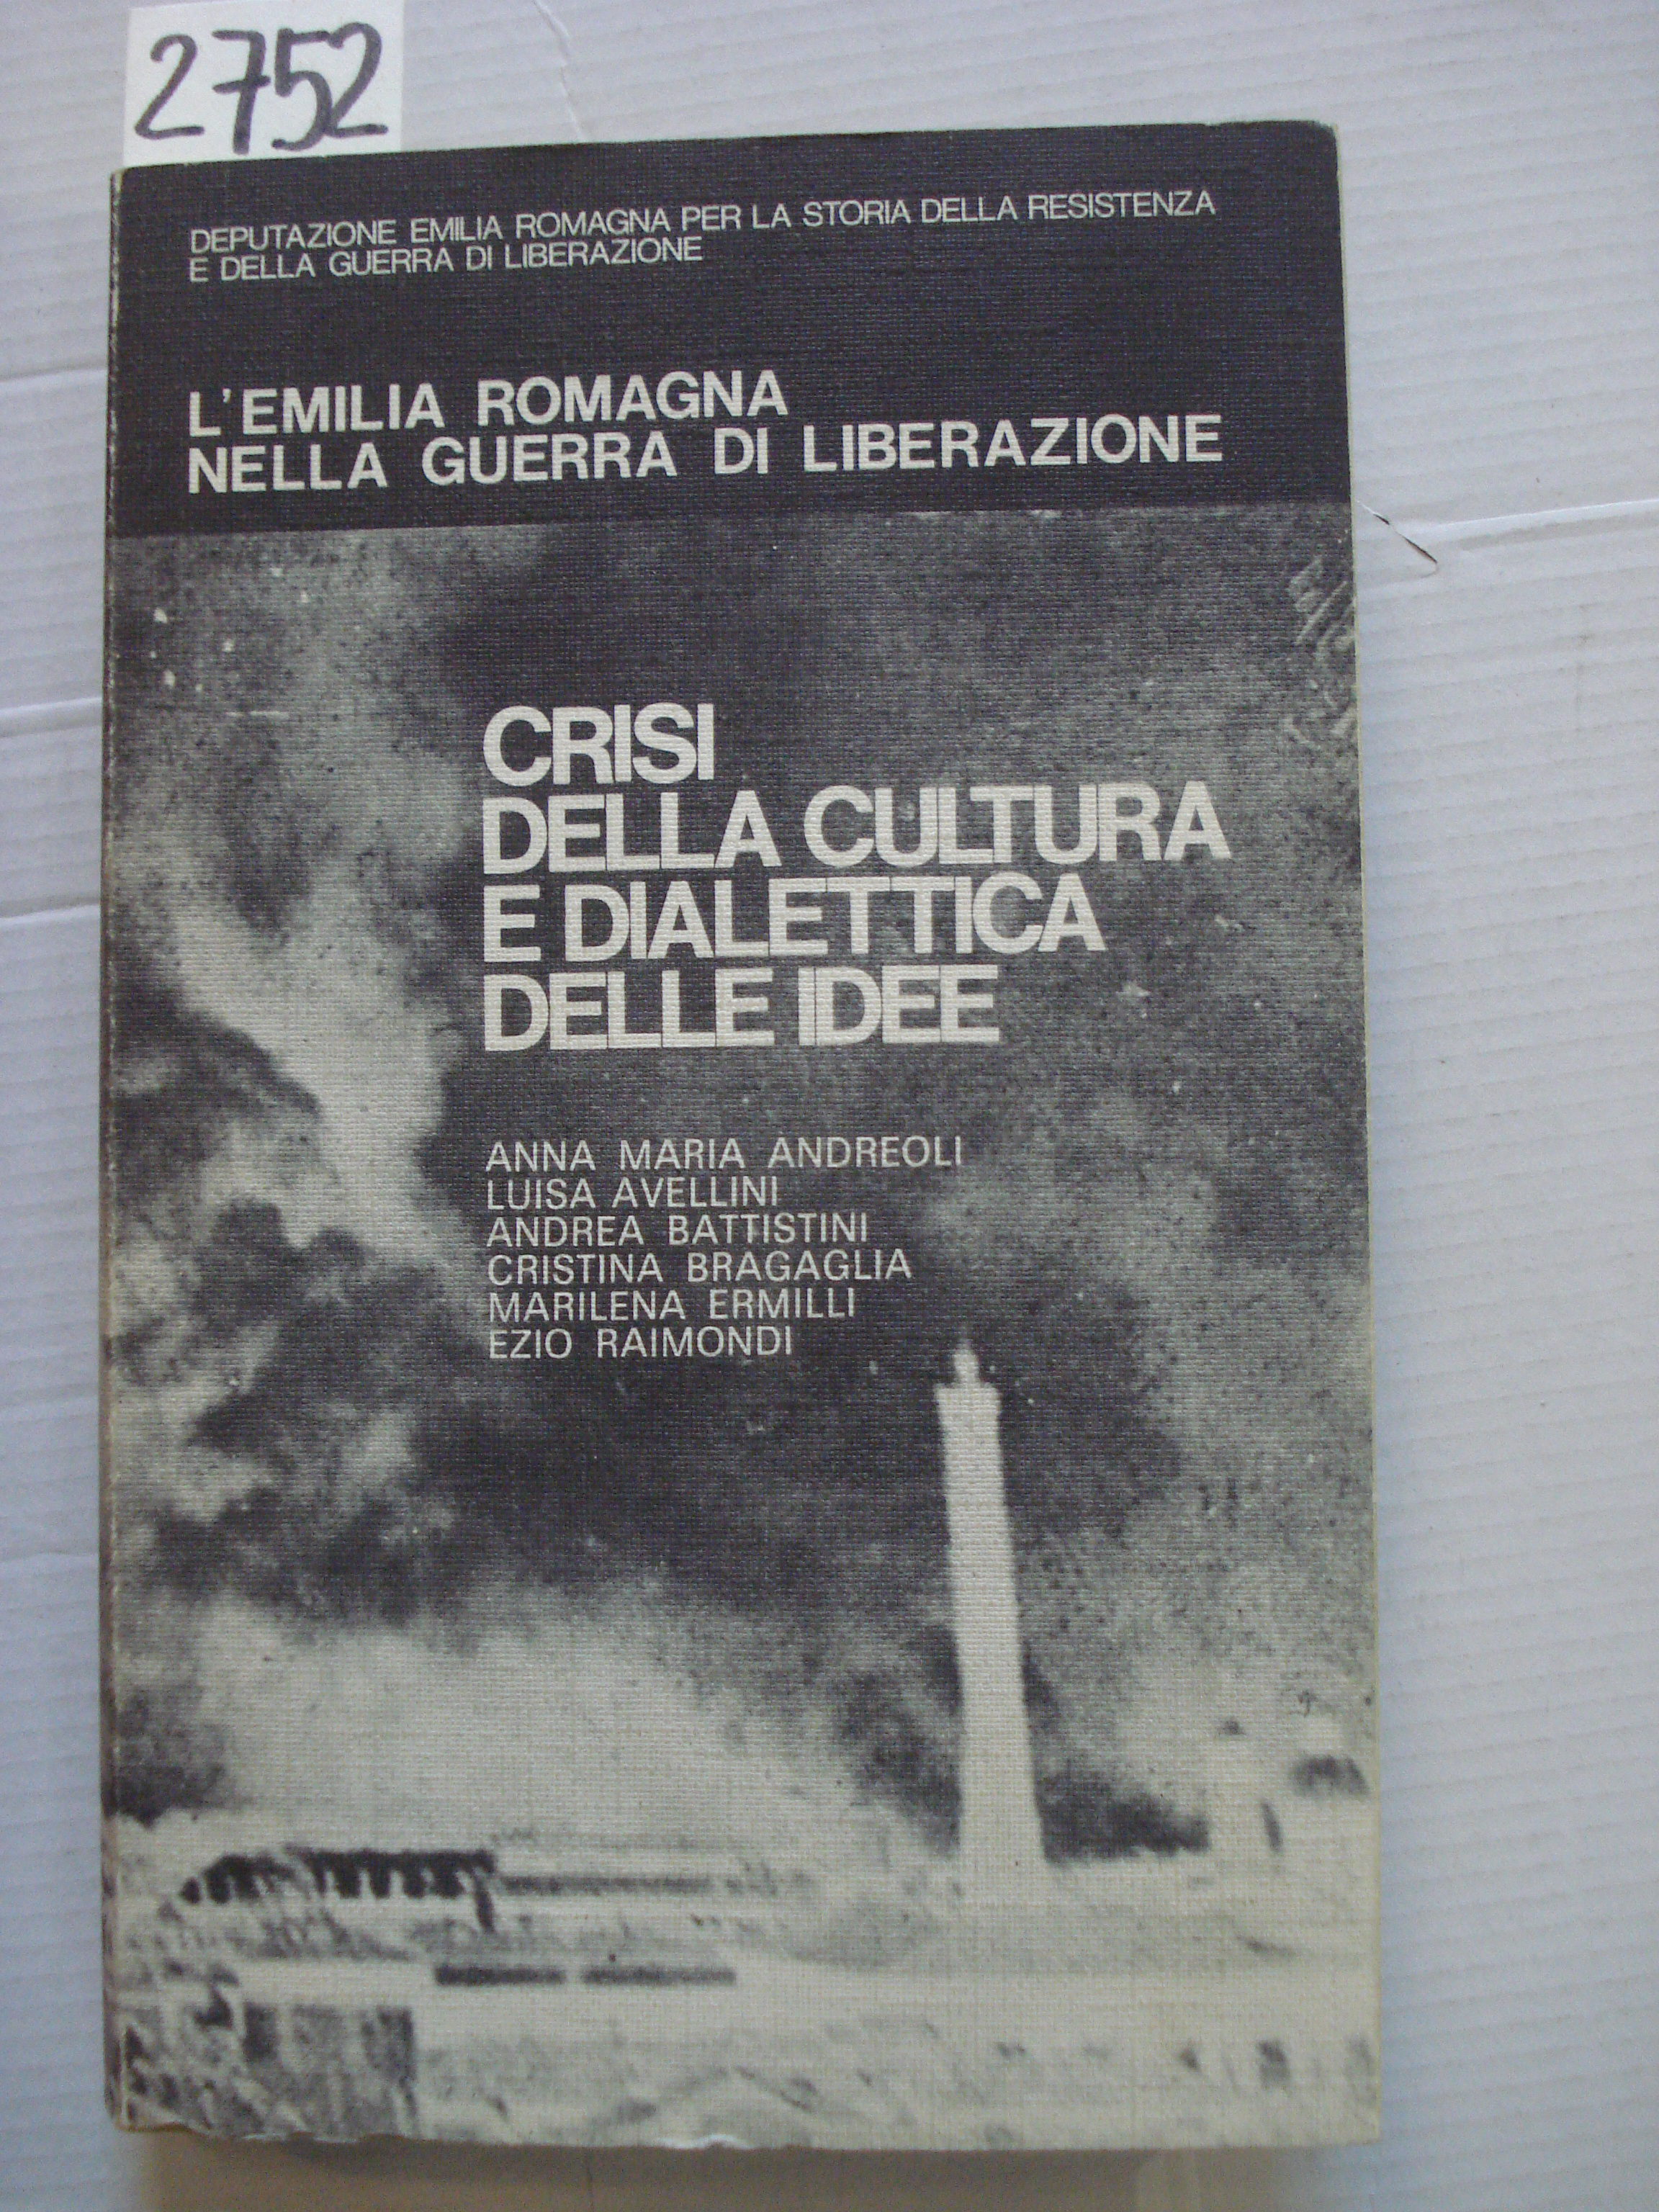 2752
DEPUTAZIONE EMILIA ROMAGNA PER LA STORIA DELLA RESISTENZA
E DELLA GUERRA DI LIBERAZIONE
L'EMILIA ROMAGNA
NELLA GUERRA DI LIBERAZIONE
CRISI
DELLA CULTURA
E DIALETTICA
DELLE IDEE
ANNA MARIA ANDREOLI
LUISA AVELLINI
ANDREA BATTISTINI
CRISTINA BRAGAGLIA
MARILENA ERMILLI
EZIO RAIMONDI